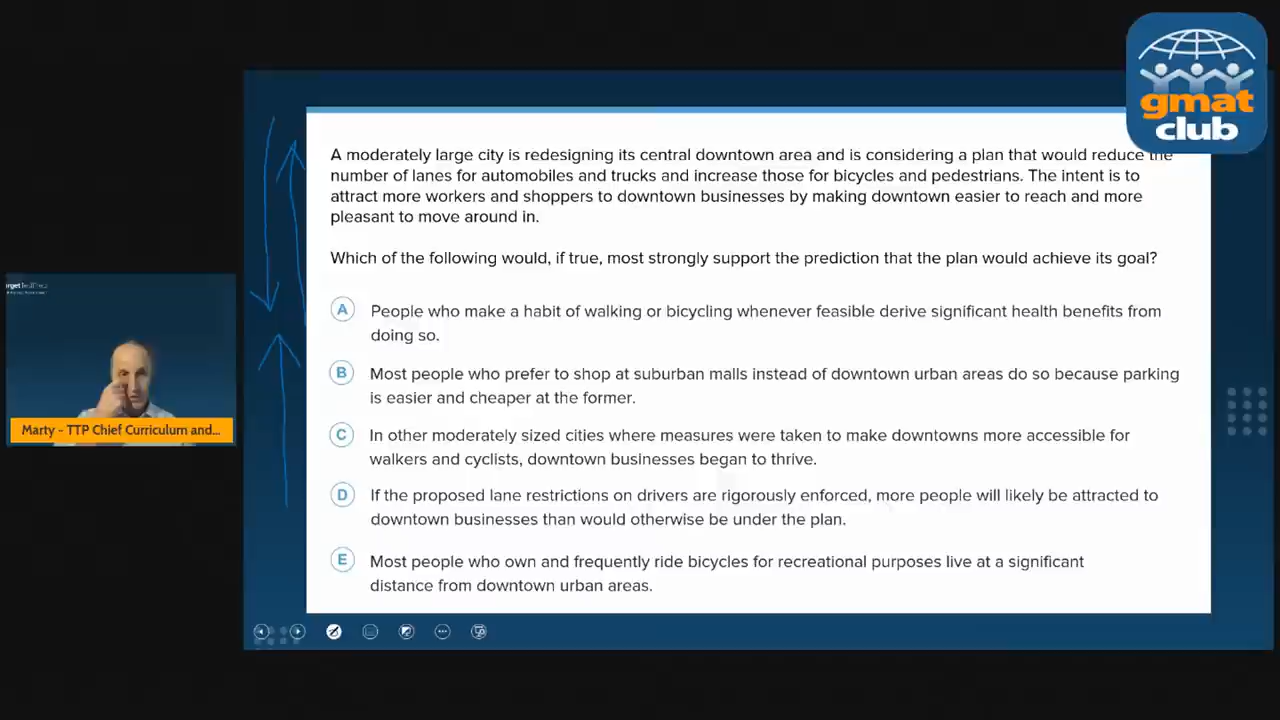 gmat
club
A moderately large city is redesigning its central downtown area and is considering a plan that would reduce the
number of lanes for automobiles and trucks and increase those for bicycles and pedestrians. The intent is to
attract more workers and shoppers to downtown businesses by making downtown easier to reach and more
pleasant to move around in.
Which of the following would, if true, most strongly support the prediction that the plan would achieve its goal?
A People who make a habit of walking or bicycling whenever feasible derive significant health benefits from
doing so.
B Most people who prefer to shop at suburban malls instead of downtown urban areas do so because parking
is easier and cheaper at the former.
C In other moderately sized cities where measures were taken to make downtowns more accessible for
walkers and cyclists, downtown businesses began to thrive.
D If the proposed lane restrictions on drivers are rigorously enforced, more people will likely be attracted to
downtown businesses than would otherwise be under the plan.
E Most people who own and frequently ride bicycles for recreational purposes live at a significant
distance from downtown urban areas.
Marty - TTP Chief Curriculum and...